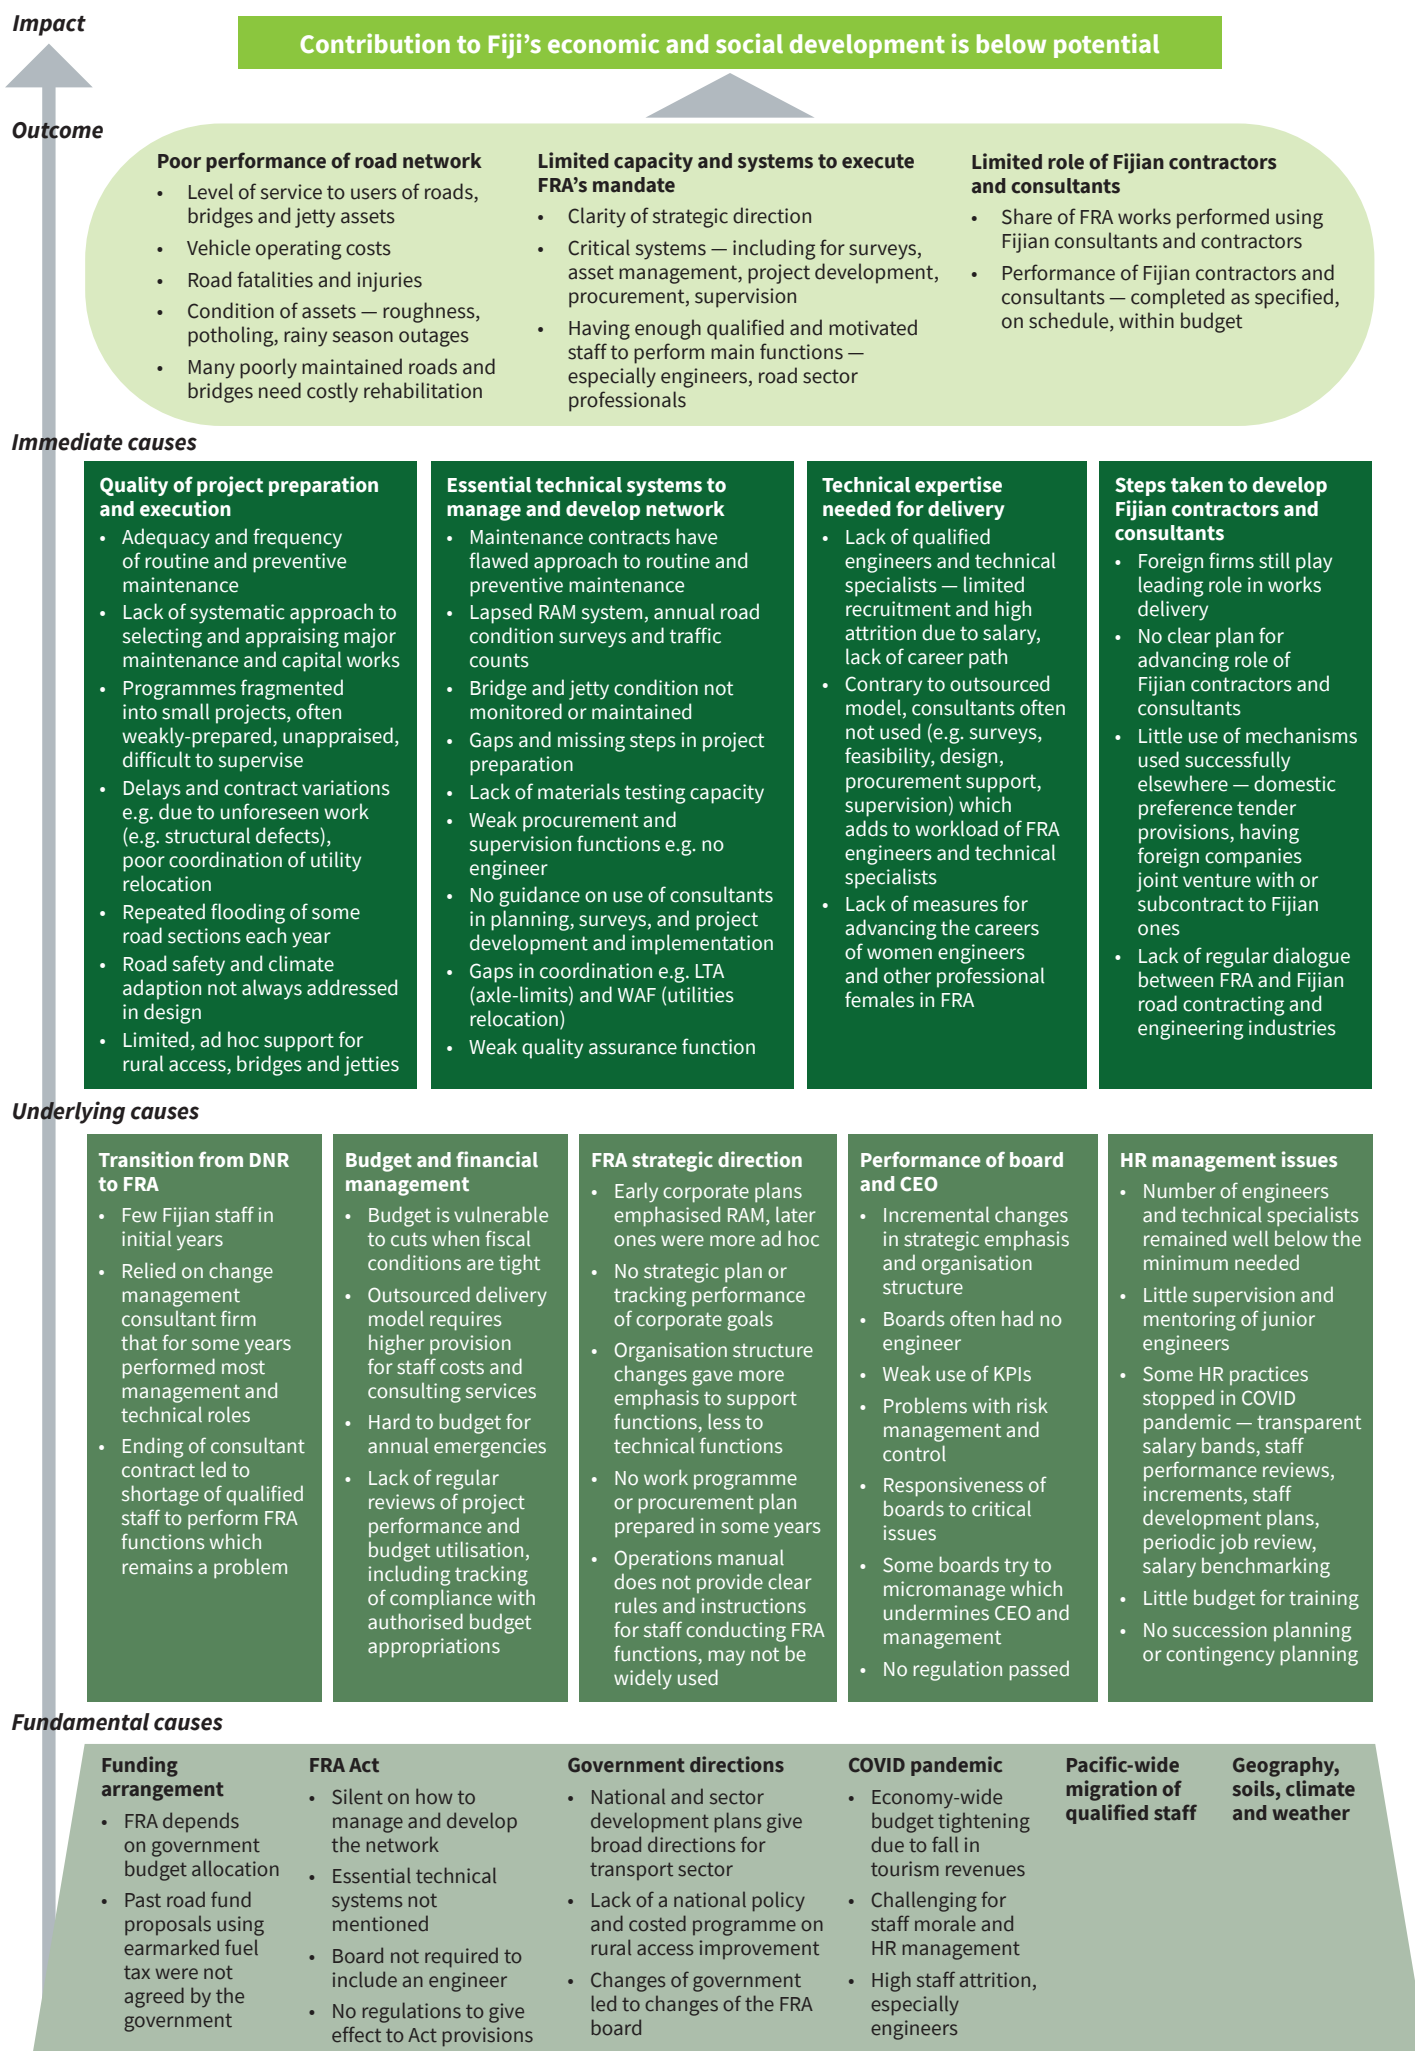 Impact
Contribution to Fiji’s economic and social development is below potential
Outcome
Poor performance of road network
• Level of service to users of roads,
bridges and jetty assets
• Vehicle operating costs
• Road fatalities and injuries
• Condition of assets — roughness,
potholing, rainy season outages
• Many poorly maintained roads and
bridges need costly rehabilitation
Limited capacity and systems to execute
FRA’s mandate
• Clarity of strategic direction
• Critical systems — including for surveys,
asset management, project development,
procurement, supervision
• Having enough qualified and motivated
staff to perform main functions —
especially engineers, road sector
professionals
Limited role of Fijian contractors
and consultants
• Share of FRA works performed using
Fijian consultants and contractors
• Performance of Fijian contractors and
consultants — completed as specified,
on schedule, within budget
Immediate causes
Quality of project preparation
and execution
• Adequacy and frequency
of routine and preventive
maintenance
• Lack of systematic approach to
selecting and appraising major
maintenance and capital works
• Programmes fragmented
into small projects, often
weakly-prepared, unappraised,
difficult to supervise
• Delays and contract variations
e.g. due to unforeseen work
(e.g. structural defects),
poor coordination of utility
relocation
• Repeated flooding of some
road sections each year
• Road safety and climate
adaption not always addressed
in design
• Limited, ad hoc support for
rural access, bridges and jetties
Essential technical systems to
manage and develop network
• Maintenance contracts have
flawed approach to routine and
preventive maintenance
• Lapsed RAM system, annual road
condition surveys and traffic
counts
• Bridge and jetty condition not
monitored or maintained
• Gaps and missing steps in project
preparation
• Lack of materials testing capacity
• Weak procurement and
supervision functions e.g. no
engineer
• No guidance on use of consultants
in planning, surveys, and project
development and implementation
• Gaps in coordination e.g. LTA
(axle-limits) and WAF (utilities
relocation)
• Weak quality assurance function
Technical expertise
needed for delivery
• Lack of qualified
engineers and technical
specialists — limited
recruitment and high
attrition due to salary,
lack of career path
• Contrary to outsourced
model, consultants often
not used (e.g. surveys,
feasibility, design,
procurement support,
supervision) which
adds to workload of FRA
engineers and technical
specialists
• Lack of measures for
advancing the careers
of women engineers
and other professional
females in FRA
Steps taken to develop
Fijian contractors and
consultants
• Foreign firms still play
leading role in works
delivery
• No clear plan for
advancing role of
Fijian contractors and
consultants
• Little use of mechanisms
used successfully
elsewhere — domestic
preference tender
provisions, having
foreign companies
joint venture with or
subcontract to Fijian
ones
• Lack of regular dialogue
between FRA and Fijian
road contracting and
engineering industries
Underlying causes
Transition from DNR
to FRA
• Few Fijian staff in
initial years
• Relied on change
management
consultant firm
that for some years
performed most
management and
technical roles
• Ending of consultant
contract led to
shortage of qualified
staff to perform FRA
functions which
remains a problem
Budget and financial
management
• Budget is vulnerable
to cuts when fiscal
conditions are tight
• Outsourced delivery
model requires
higher provision
for staff costs and
consulting services
• Hard to budget for
annual emergencies
• Lack of regular
reviews of project
performance and
budget utilisation,
including tracking
of compliance with
authorised budget
appropriations
FRA strategic direction
• Early corporate plans
emphasised RAM, later
ones were more ad hoc
• No strategic plan or
tracking performance
of corporate goals
• Organisation structure
changes gave more
emphasis to support
functions, less to
technical functions
• No work programme
or procurement plan
prepared in some years
• Operations manual
does not provide clear
rules and instructions
for staff conducting FRA
functions, may not be
widely used
Performance of board
and CEO
• Incremental changes
in strategic emphasis
and organisation
structure
• Boards often had no
engineer
• Weak use of KPIs
• Problems with risk
management and
control
• Responsiveness of
boards to critical
issues
• Some boards try to
micromanage which
undermines CEO and
management
• No regulation passed
HR management issues
• Number of engineers
and technical specialists
remained well below the
minimum needed
• Little supervision and
mentoring of junior
engineers
• Some HR practices
stopped in COVID
pandemic — transparent
salary bands, staff
performance reviews,
increments, staff
development plans,
periodic job review,
salary benchmarking
• Little budget for training
• No succession planning
or contingency planning
Fundamental causes
Funding
arrangement
• FRA depends
on government
budget allocation
• Past road fund
proposals using
earmarked fuel
tax were not
agreed by the
government
FRA Act
• Silent on how to
manage and develop
the network
• Essential technical
systems not
mentioned
• Board not required to
include an engineer
• No regulations to give
effect to Act provisions
Government directions
• National and sector
development plans give
broad directions for
transport sector
• Lack of a national policy
and costed programme on
rural access improvement
• Changes of government
led to changes of the FRA
board
COVID pandemic
• Economy-wide
budget tightening
due to fall in
tourism revenues
• Challenging for
staff morale and
HR management
• High staff attrition,
especially
engineers
Pacific-wide
migration of
qualified staff
Geography,
soils, climate
and weather